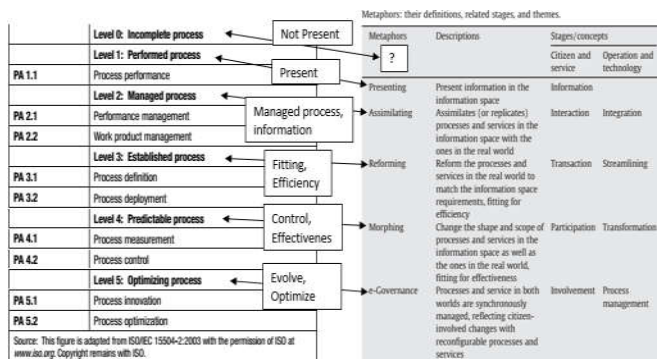 Metaphors: their definitions, related stages, and themes.
Level 0: Incomplete process
Level 1: Performed process
PA 1.1 Process performance
Level 2: Managed process
PA 2.1 Performance management
PA 2.2 Work product management
Level 3: Established process
PA 3.1 Process definition
PA 3.2 Process deployment
Level 4: Predictable process
PA 4.1 Process measurement
PA 4.2 Process control
Level 5: Optimizing process
PA 5.1 Process innovation
PA 5.2 Process optimization
Source: This figure is adapted from ISO/IEC 15504-2:2003 with the permission of ISO at
www.iso.org. Copyright remains with ISO.
Not Present
Present
Managed process,
information
Fitting,
Efficiency
Control,
Effectivenes
Evolve,
Optimize
Metaphors Descriptions Stages/concepts
?
Citizen and Operation and
service technology
Presenting Present information in the Information
information space
Assimilating Assimilates (or replicates) Interaction Integration
processes and services in the
information space with the
ones in the real world
Reforming Reform the processes and Transaction Streamlining
services in the real world to
match the information space
requirements, fitting for
efficiency
Morphing Change the shape and scope of Participation Transformation
processes and services in the
information space as well as
the ones in the real world,
fitting for effectiveness
e-Governance Processes and service in both Involvement Process
worlds are synchronously management
managed, reflecting citizen-
involved changes with
reconfigurable processes and
services